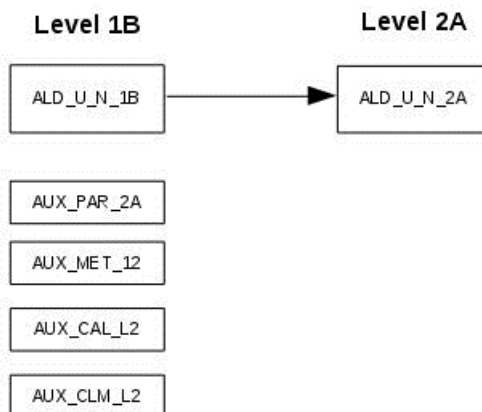 Level 1B
Level 2A
ALD_U_N_1B
ALD_U_N_2A
AUX_PAR_2A
AUX_MET_12
AUX_CAL_L2
AUX_CLM_L2